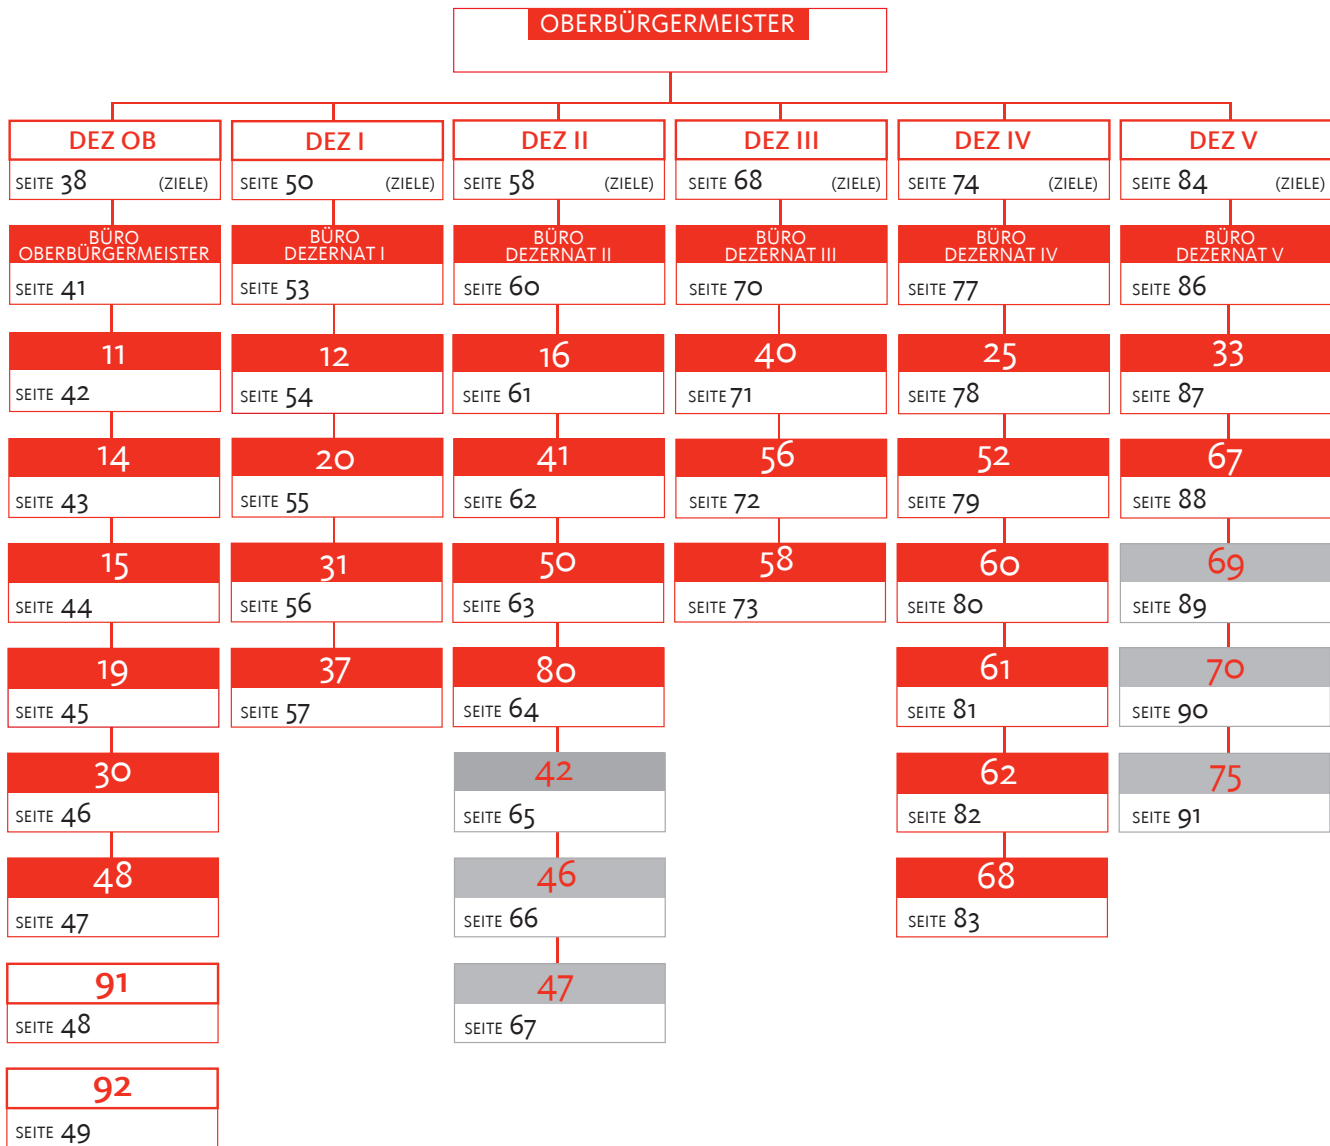 OBERBÜRGERMEISTER
DEZ OB
SEITE 38 (ZIELE)
BÜRO
OBERBÜRGERMEISTER
SEITE 41
11
SEITE 42
14
SEITE 43
15
SEITE 44
19
SEITE 45
30
SEITE 46
48
SEITE 47
91
SEITE 48
92
SEITE 49
DEZ I
SEITE 50 (ZIELE)
BÜRO
DEZERNAT I
SEITE 53
12
SEITE 54
20
SEITE 55
31
SEITE 56
37
SEITE 57
DEZ II
SEITE 58 (ZIELE)
BÜRO
DEZERNAT II
SEITE 60
16
SEITE 61
41
SEITE 62
50
SEITE 63
80
SEITE 64
42
SEITE 65
46
SEITE 66
47
SEITE 67
DEZ III
SEITE 68 (ZIELE)
BÜRO
DEZERNAT III
SEITE 70
40
SEITE 71
56
SEITE 72
58
SEITE 73
DEZ IV
SEITE 74 (ZIELE)
BÜRO
DEZERNAT IV
SEITE 77
25
SEITE 78
52
SEITE 79
60
SEITE 80
61
SEITE 81
62
SEITE 82
68
SEITE 83
DEZ V
SEITE 84 (ZIELE)
BÜRO
DEZERNAT V
SEITE 86
33
SEITE 87
67
SEITE 88
69
SEITE 89
70
SEITE 90
75
SEITE 91